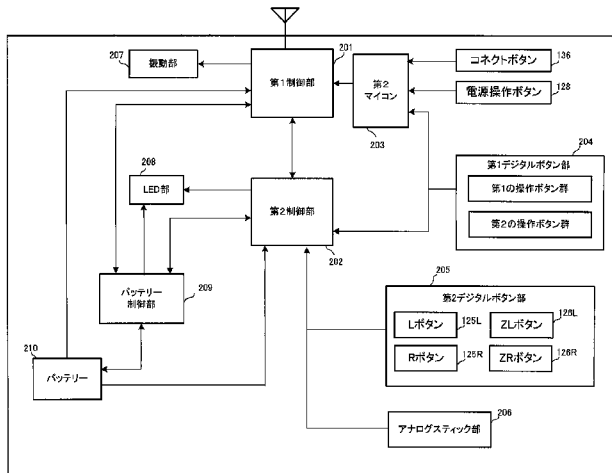 207
振動部
201
第1制御部
第2
マイコン
203
コネクトボタン
136
電源操作ボタン
128
204
第1デジタルボタン部
第1の操作ボタン群
第2の操作ボタン群
208
LED部
第2制御部
202
バッテリー
制御部
209
210
バッテリー
205
第2デジタルボタン部
Lボタン
125L
ZLボタン
126L
Rボタン
125R
ZRボタン
126R
アナログスティック部
206